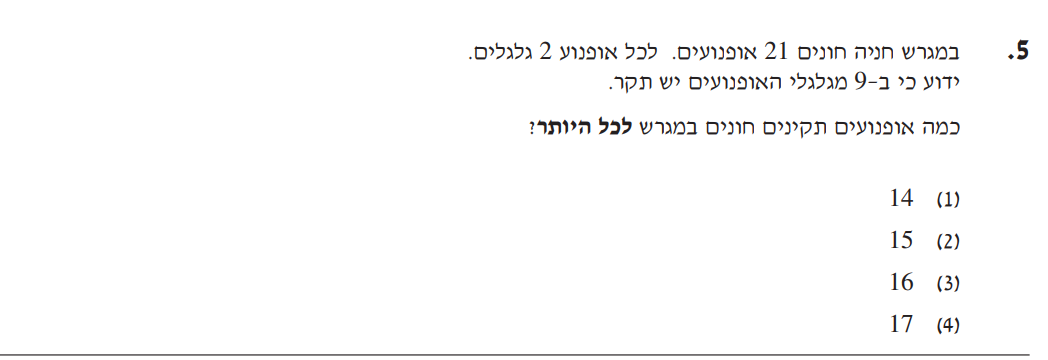 5. במגרש חניה חונים 21 אופנועים. לכל אופנוע 2 גלגלים.
ידוע כי ב-9 מגלגלי האופנועים יש תקר.
כמה אופנועים תקינים חונים במגרש לכל היותר?
(1) 14
(2) 15
(3) 16
(4) 17